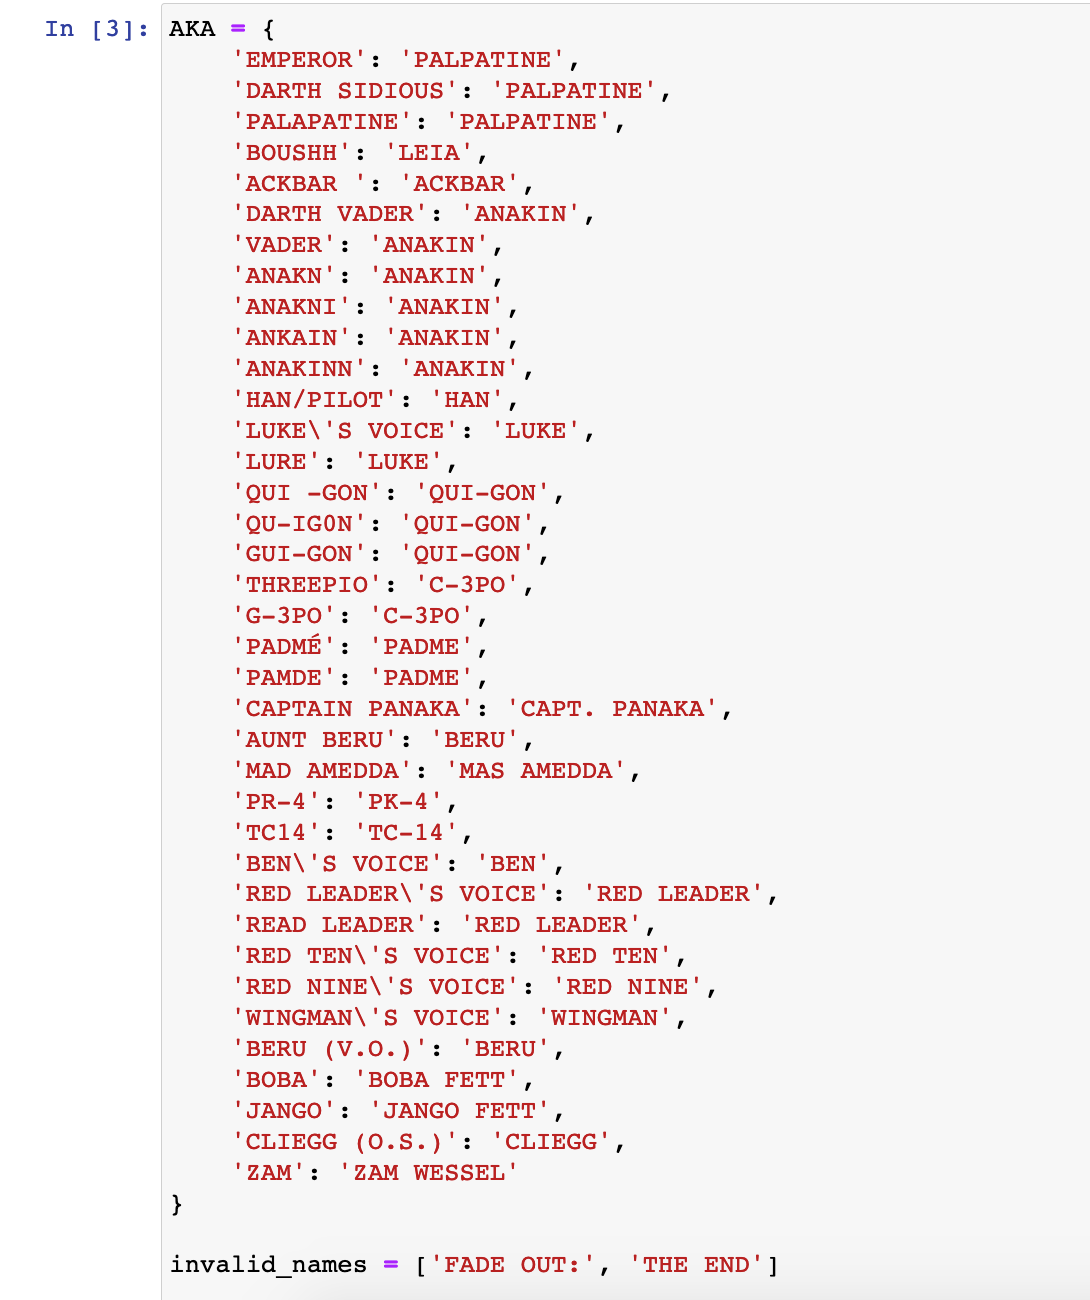 In [3]: AKA = {
'EMPEROR': 'PALPATINE',
'DARTH SIDIOUS': 'PALPATINE',
'PALAPATINE': 'PALPATINE',
'BOUSHH': 'LEIA',
'ACKBAR ': 'ACKBAR',
'DARTH VADER': 'ANAKIN',
'VADER': 'ANAKIN',
'ANAKN': 'ANAKIN',
'ANAKNI': 'ANAKIN',
'ANKAIN': 'ANAKIN',
'ANAKINN': 'ANAKIN',
'HAN/PILOT': 'HAN',
'LUKE\'S VOICE': 'LUKE',
'LURE': 'LUKE',
'QUI -GON': 'QUI-GON',
'QU-IG0N': 'QUI-GON',
'GUI-GON': 'QUI-GON',
'THREEPIO': 'C-3PO',
'G-3PO': 'C-3PO',
'PADMÉ': 'PADME',
'PAMDE': 'PADME',
'CAPTAIN PANAKA': 'CAPT. PANAKA',
'AUNT BERU': 'BERU',
'MAD AMEDDA': 'MAS AMEDDA',
'PR-4': 'PK-4',
'TC14': 'TC-14',
'BEN\'S VOICE': 'BEN',
'RED LEADER\'S VOICE': 'RED LEADER',
'READ LEADER': 'RED LEADER',
'RED TEN\'S VOICE': 'RED TEN',
'RED NINE\'S VOICE': 'RED NINE',
'WINGMAN\'S VOICE': 'WINGMAN',
'BERU (V.O.)': 'BERU',
'BOBA': 'BOBA FETT',
'JANGO': 'JANGO FETT',
'CLIEGG (O.S.)': 'CLIEGG',
'ZAM': 'ZAM WESSEL'
}
invalid_names = ['FADE OUT:', 'THE END']